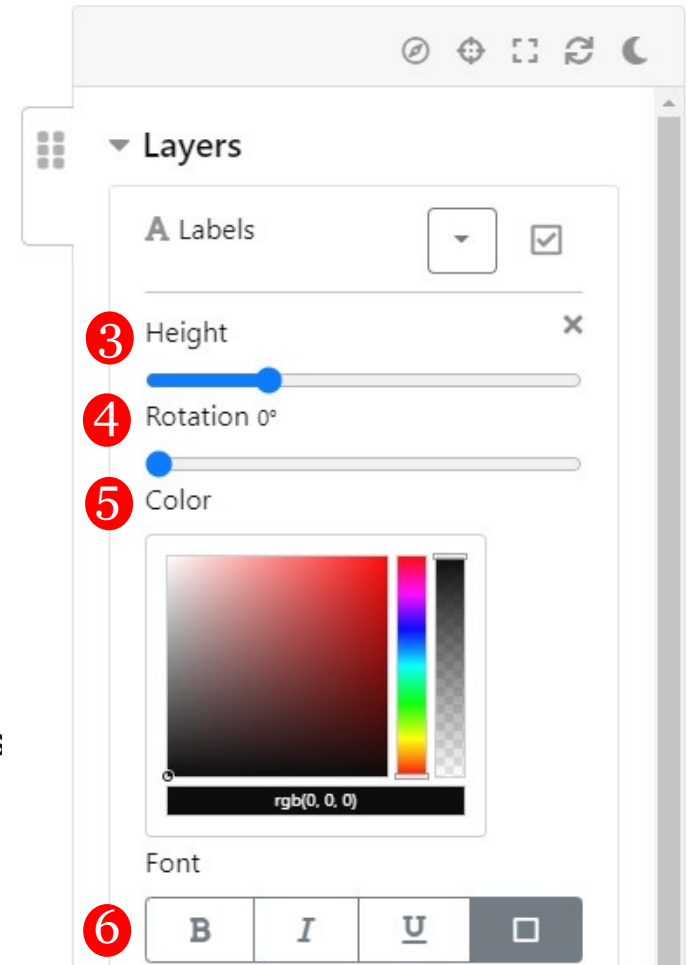 Layers
A Labels
3 Height
4 Rotation 0°
5 Color
rgb(0, 0, 0)
Font
6 B I U